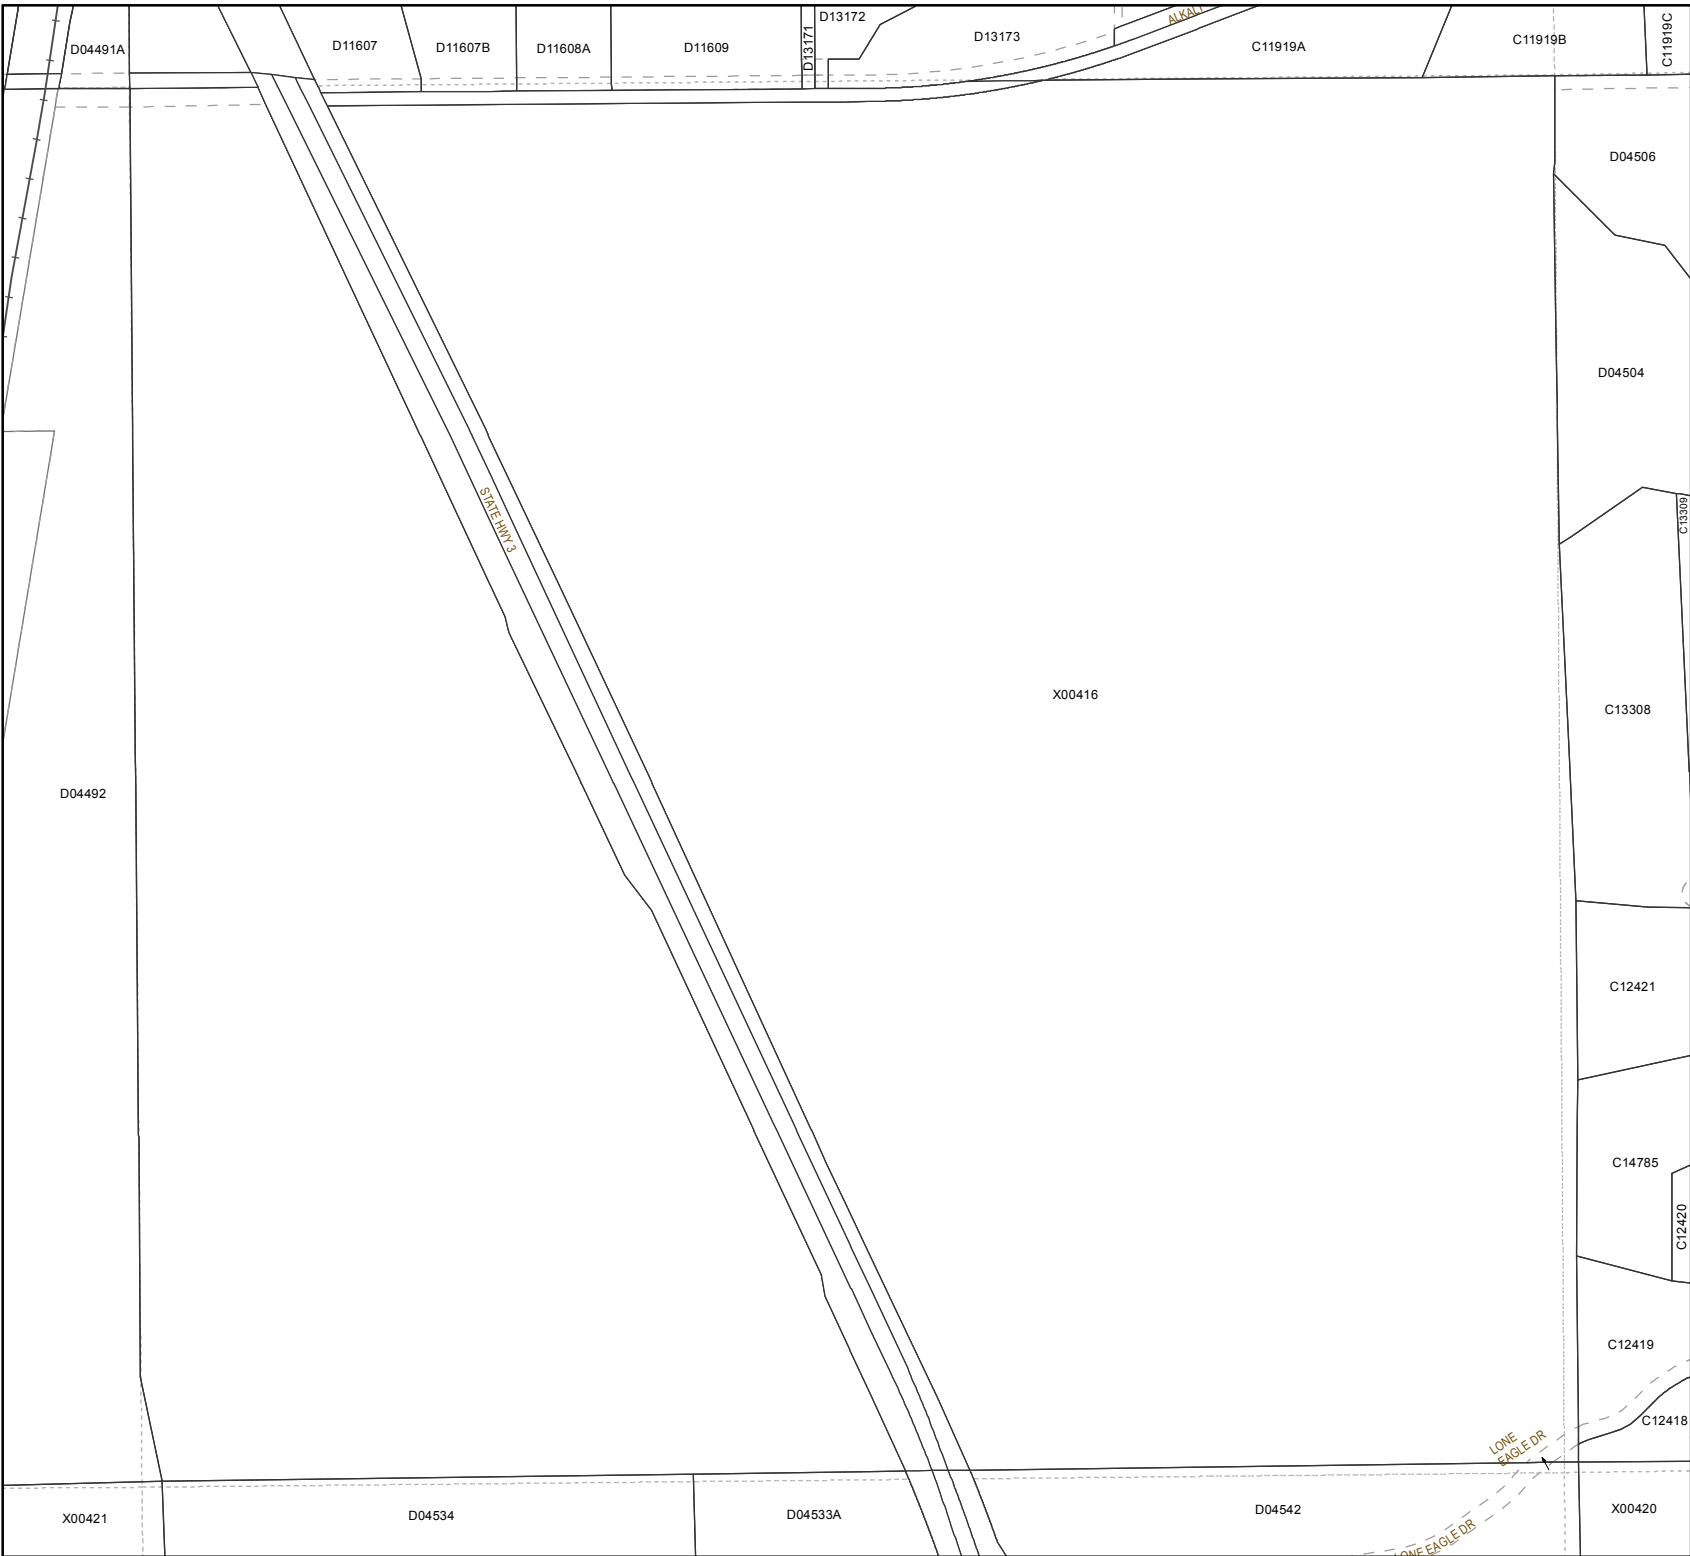 D13172
ALKALI
D04491A
D11607
D11607B
D11608A
D11609
D13171
D13173
C11919A
C11919B
C11919C
D04506
D04504
STATE HWY 3
C13309
X00416
C13308
D04492
C12421
C14785
C12420
C12419
C12418
LONE
EAGLE DR
X00421
D04534
D04533A
D04542
X00420
LONE EAGLE DR